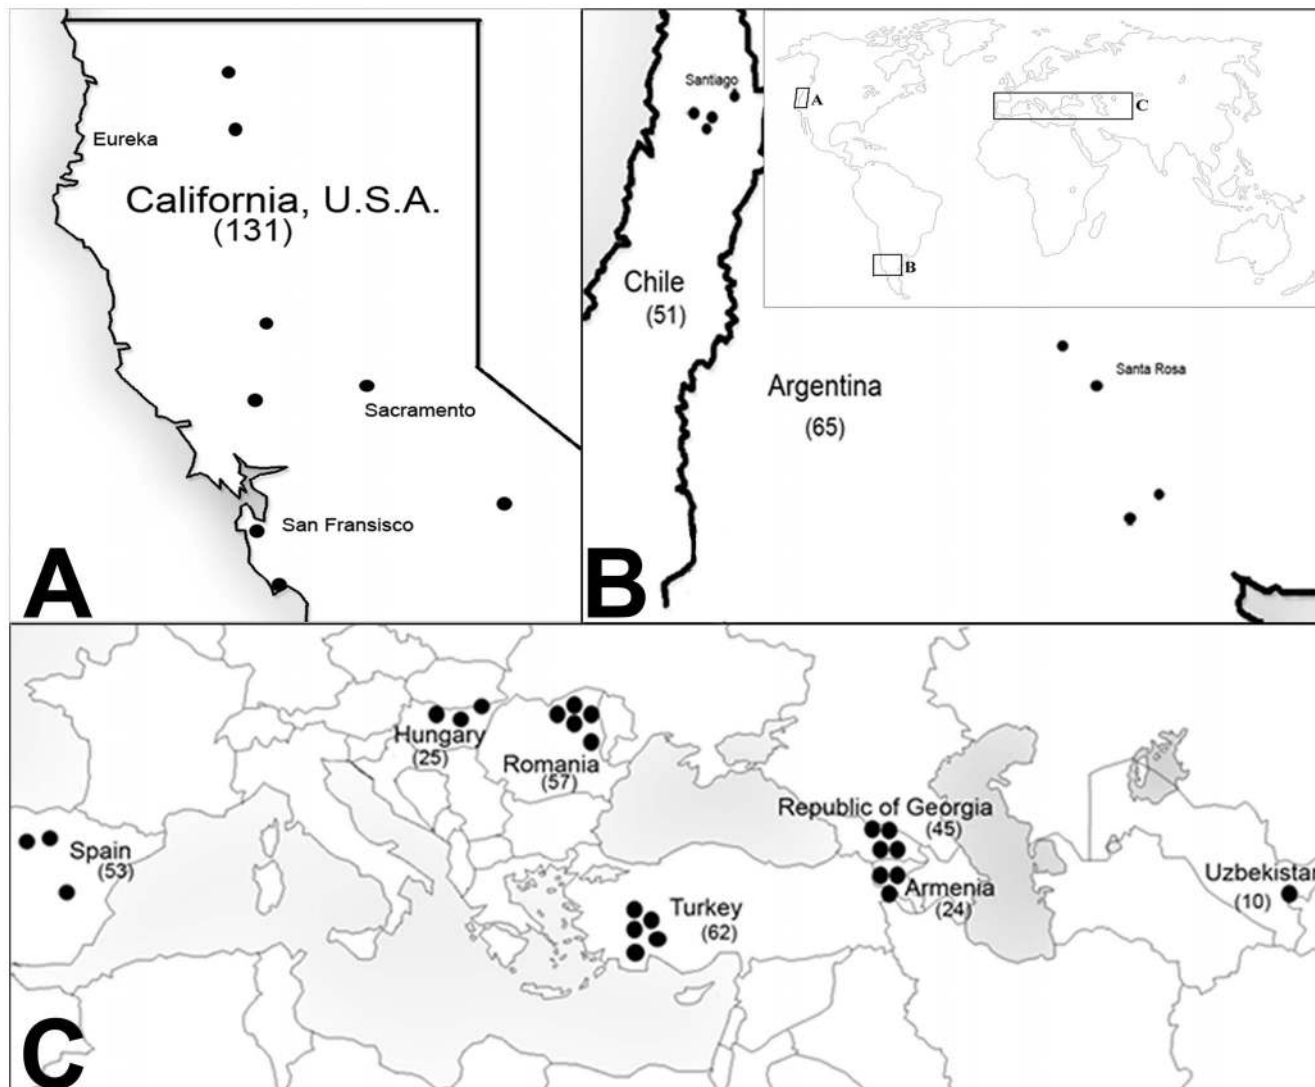 Eureka
California, U.S.A.
(131)
Sacramento
San Fransisco
A
Santiago
Chile
(51)
Argentina
(65)
Santa Rosa
B
A
C
B
Hungary
(25)
Romania
(57)
Spain
(53)
Turkey
(62)
Republic of Georgia
(45)
Armenia
(24)
Uzbekistan
(10)
C